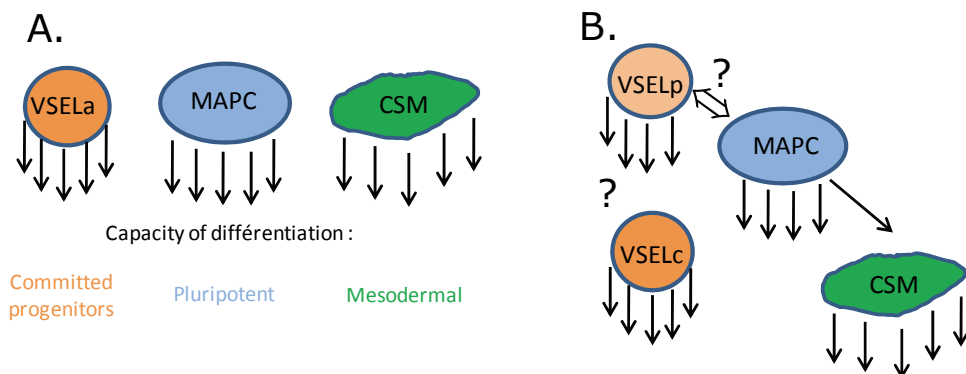 A.
VSELa
MAPC
CSM
Capacity of différentiation :
Committed
progenitors
Pluripotent
Mesodermal
B.
VSELp
?
MAPC
?
VSELc
CSM